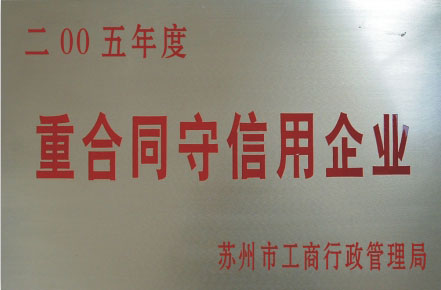 二00五年度
重合同守信用企业
苏州市工商行政管理局